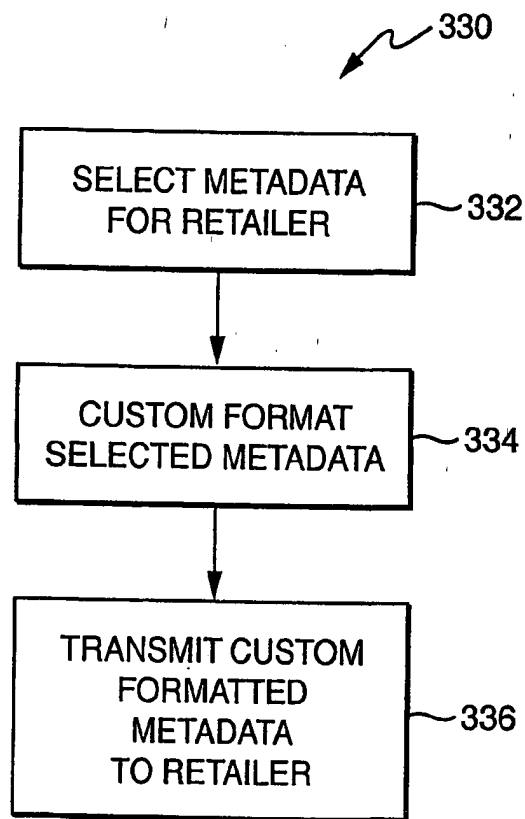 330
SELECT METADATA
FOR RETAILER
332
CUSTOM FORMAT
SELECTED METADATA
334
TRANSMIT CUSTOM
FORMATTED
METADATA
TO RETAILER
336